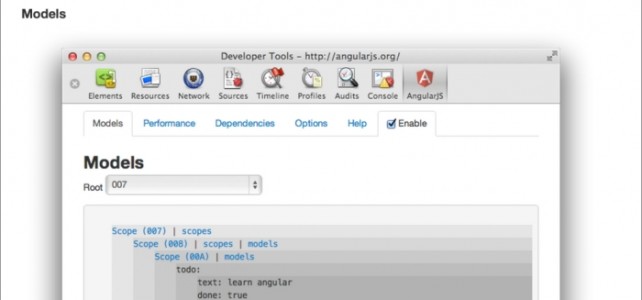 Models
Developer Tools - http://angularjs.org/
Elements Resources Network Sources Timeline Profiles Audits Console AngularJS
Models Performance Dependencies Options Help Enable
Models
Root 007
Scope (007) | scopes
Scope (008) | scopes | models
Scope (00A) | models
todo:
text: learn angular
done: true